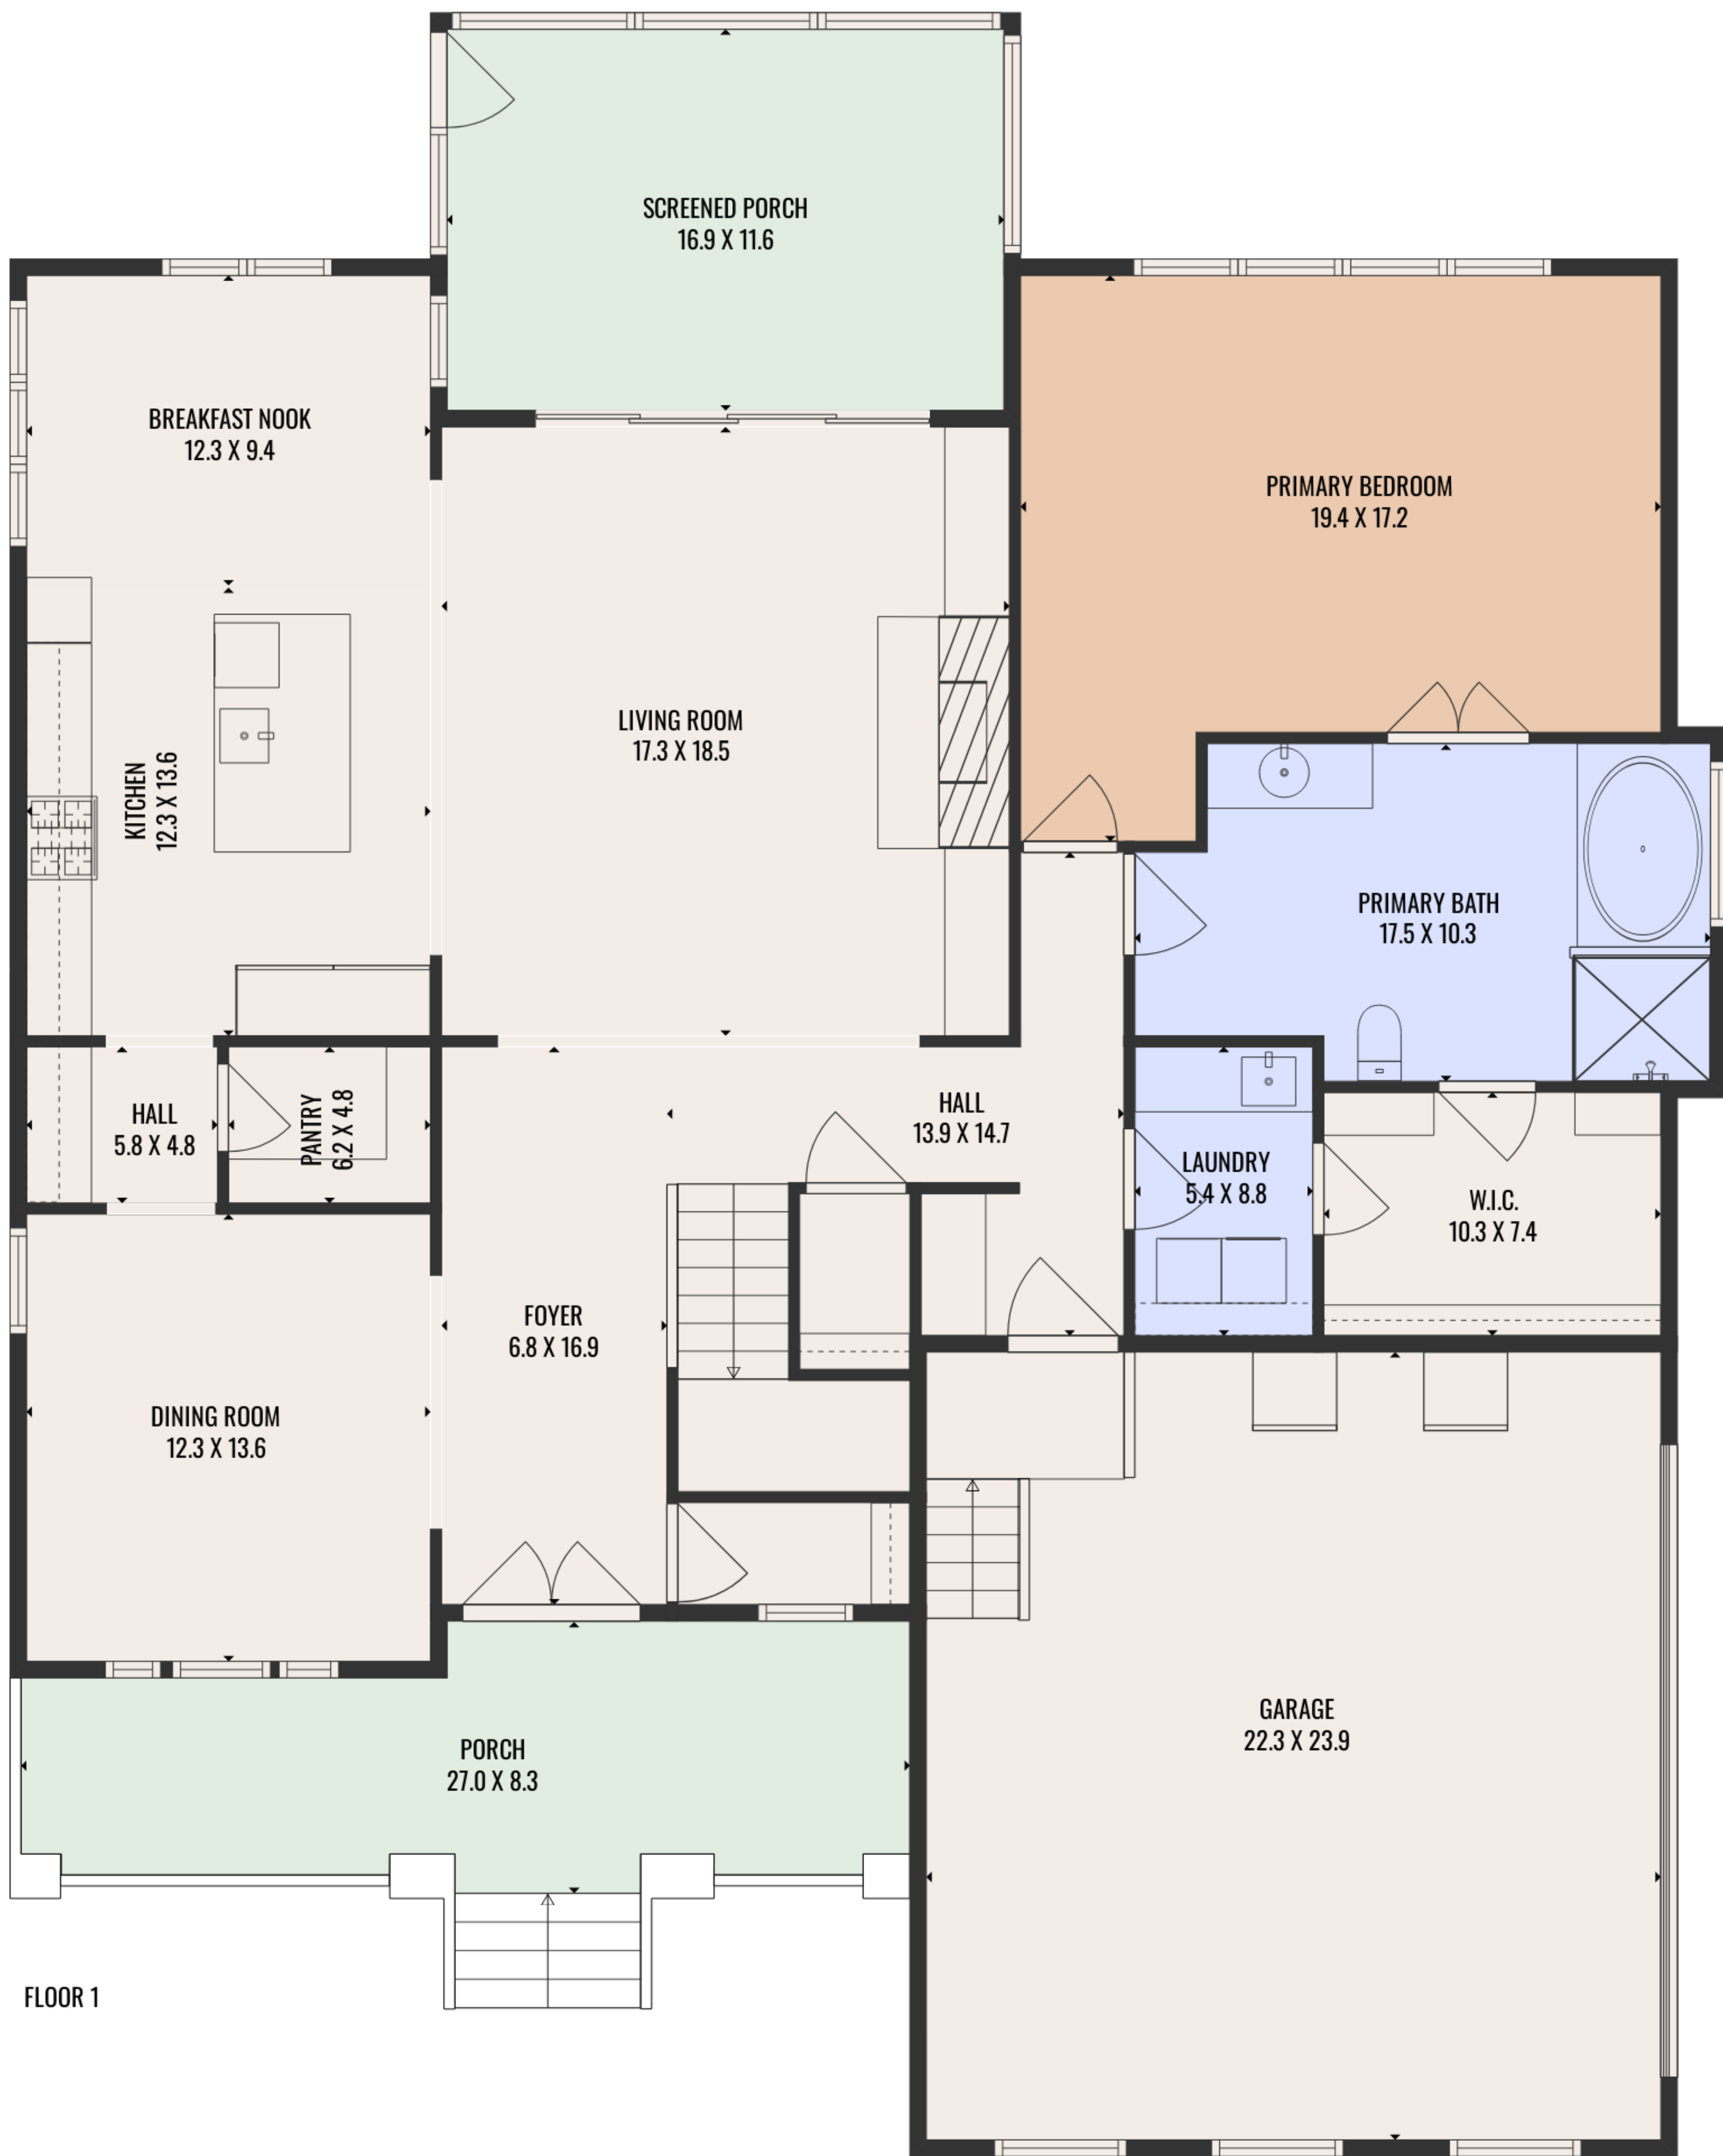 SCREENED PORCH
16.9 X 11.6
BREAKFAST NOOK
12.3 X 9.4
PRIMARY BEDROOM
19.4 X 17.2
LIVING ROOM
17.3 X 18.5
KITCHEN
12.3 X 13.6
PRIMARY BATH
17.5 X 10.3
HALL
5.8 X 4.8
PANTRY
6.2 X 4.8
HALL
13.9 X 14.7
LAUNDRY
5.4 X 8.8
W.I.C.
10.3 X 7.4
FOYER
6.8 X 16.9
DINING ROOM
12.3 X 13.6
GARAGE
22.3 X 23.9
PORCH
27.0 X 8.3
FLOOR 1